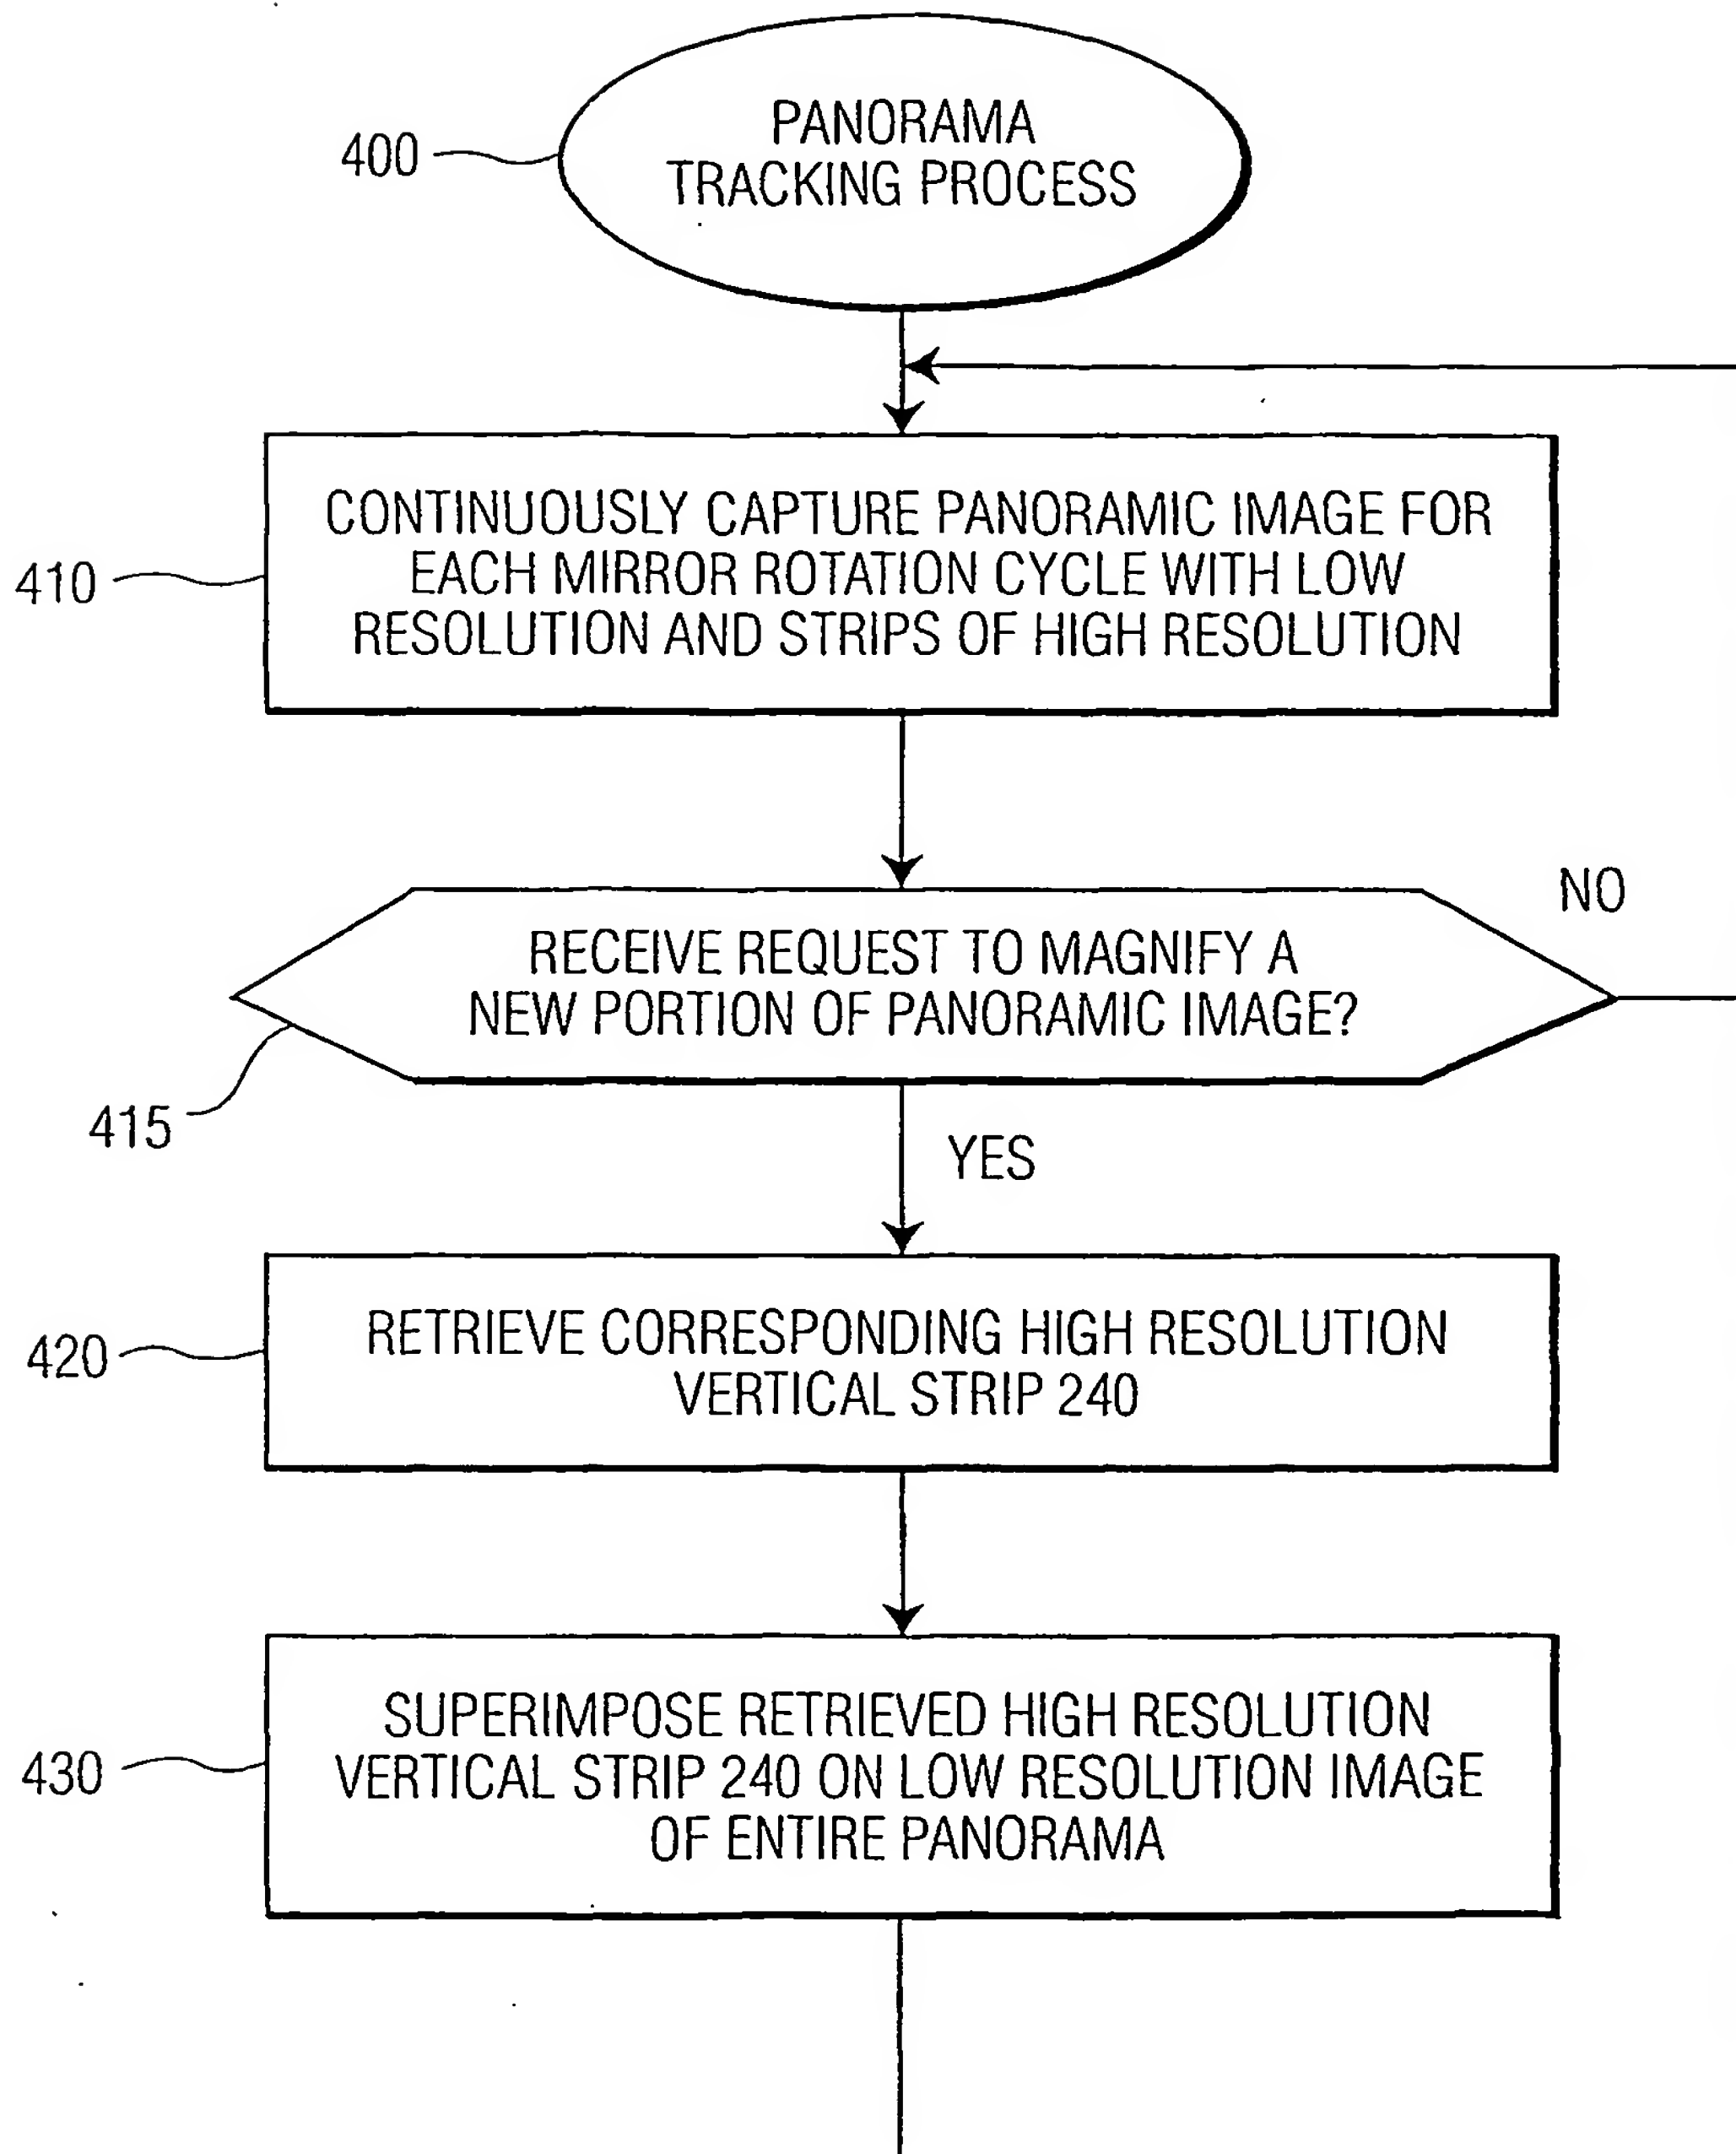 PANORAMA
TRACKING PROCESS
400
CONTINUOUSLY CAPTURE PANORAMIC IMAGE FOR
EACH MIRROR ROTATION CYCLE WITH LOW
RESOLUTION AND STRIPS OF HIGH RESOLUTION
410
RECEIVE REQUEST TO MAGNIFY A
NEW PORTION OF PANORAMIC IMAGE?
NO
415
YES
RETRIEVE CORRESPONDING HIGH RESOLUTION
VERTICAL STRIP 240
420
SUPERIMPOSE RETRIEVED HIGH RESOLUTION
VERTICAL STRIP 240 ON LOW RESOLUTION IMAGE
OF ENTIRE PANORAMA
430